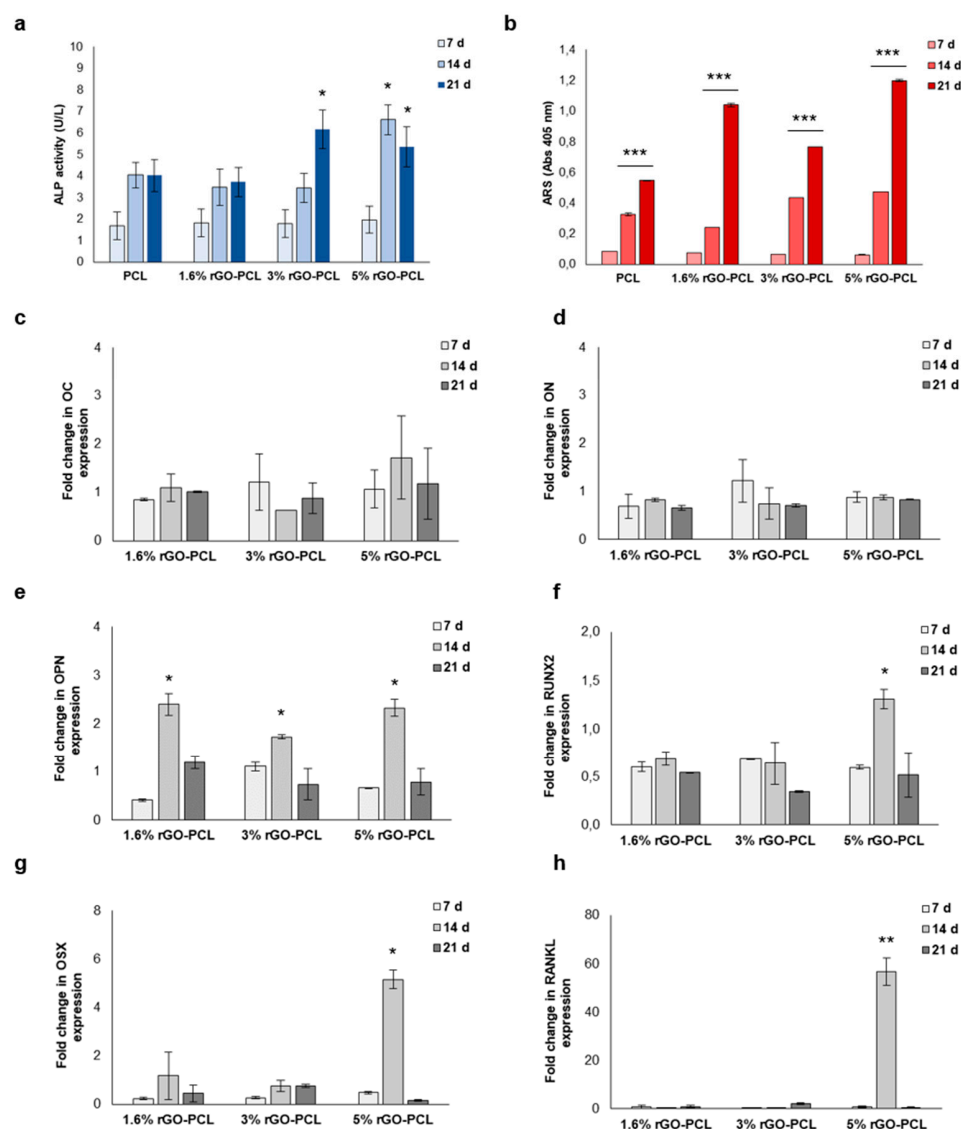 a
10
9
8
7
6
5
4
3
2
1
0
ALP activity (U/L)
7 d
14 d
21 d
*
*
*
PCL 1.6% rGO-PCL 3% rGO-PCL 5% rGO-PCL
b
1,4
1,2
1,0
0,8
0,6
0,4
0,2
0,0
ARS (Abs 405 nm)
7 d
14 d
21 d
***
***
***
***
PCL 1.6% rGO-PCL 3% rGO-PCL 5% rGO-PCL
c
4
3
2
1
0
Fold change in OC
expression
7 d
14 d
21 d
1.6% rGO-PCL 3% rGO-PCL 5% rGO-PCL
d
4
3
2
1
0
Fold change in ON
expression
7 d
14 d
21 d
1.6% rGO-PCL 3% rGO-PCL 5% rGO-PCL
e
4
3
2
1
0
Fold change in OPN
expression
7 d
14 d
21 d
*
*
*
1.6% rGO-PCL 3% rGO-PCL 5% rGO-PCL
f
2,0
1,5
1,0
0,5
0,0
Fold change in RUNX2
expression
7 d
14 d
21 d
*
1.6% rGO-PCL 3% rGO-PCL 5% rGO-PCL
g
8
6
4
2
0
Fold change in OSX
expression
7 d
14 d
21 d
*
1.6% rGO-PCL 3% rGO-PCL 5% rGO-PCL
h
80
60
40
20
0
Fold change in RANKL
expression
7 d
14 d
21 d
**
1.6% rGO-PCL 3% rGO-PCL 5% rGO-PCL